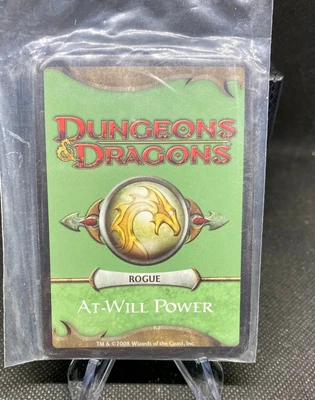 DUNGEONS
& DRAGONS
ROGUE
AT-WILL POWER
TM & ©2008 Wizards of the Coast, Inc.